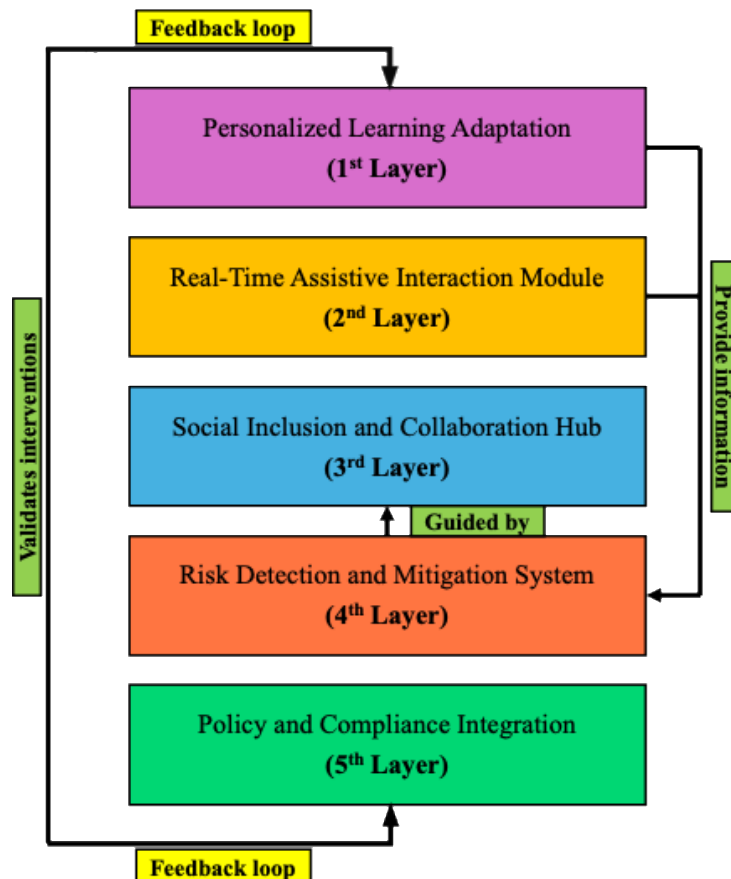 Feedback loop
Personalized Learning Adaptation
(1st Layer)
Real-Time Assistive Interaction Module
(2nd Layer)
Validates interventions
Provide information
Social Inclusion and Collaboration Hub
(3rd Layer)
Guided by
Risk Detection and Mitigation System
(4th Layer)
Policy and Compliance Integration
(5th Layer)
Feedback loop